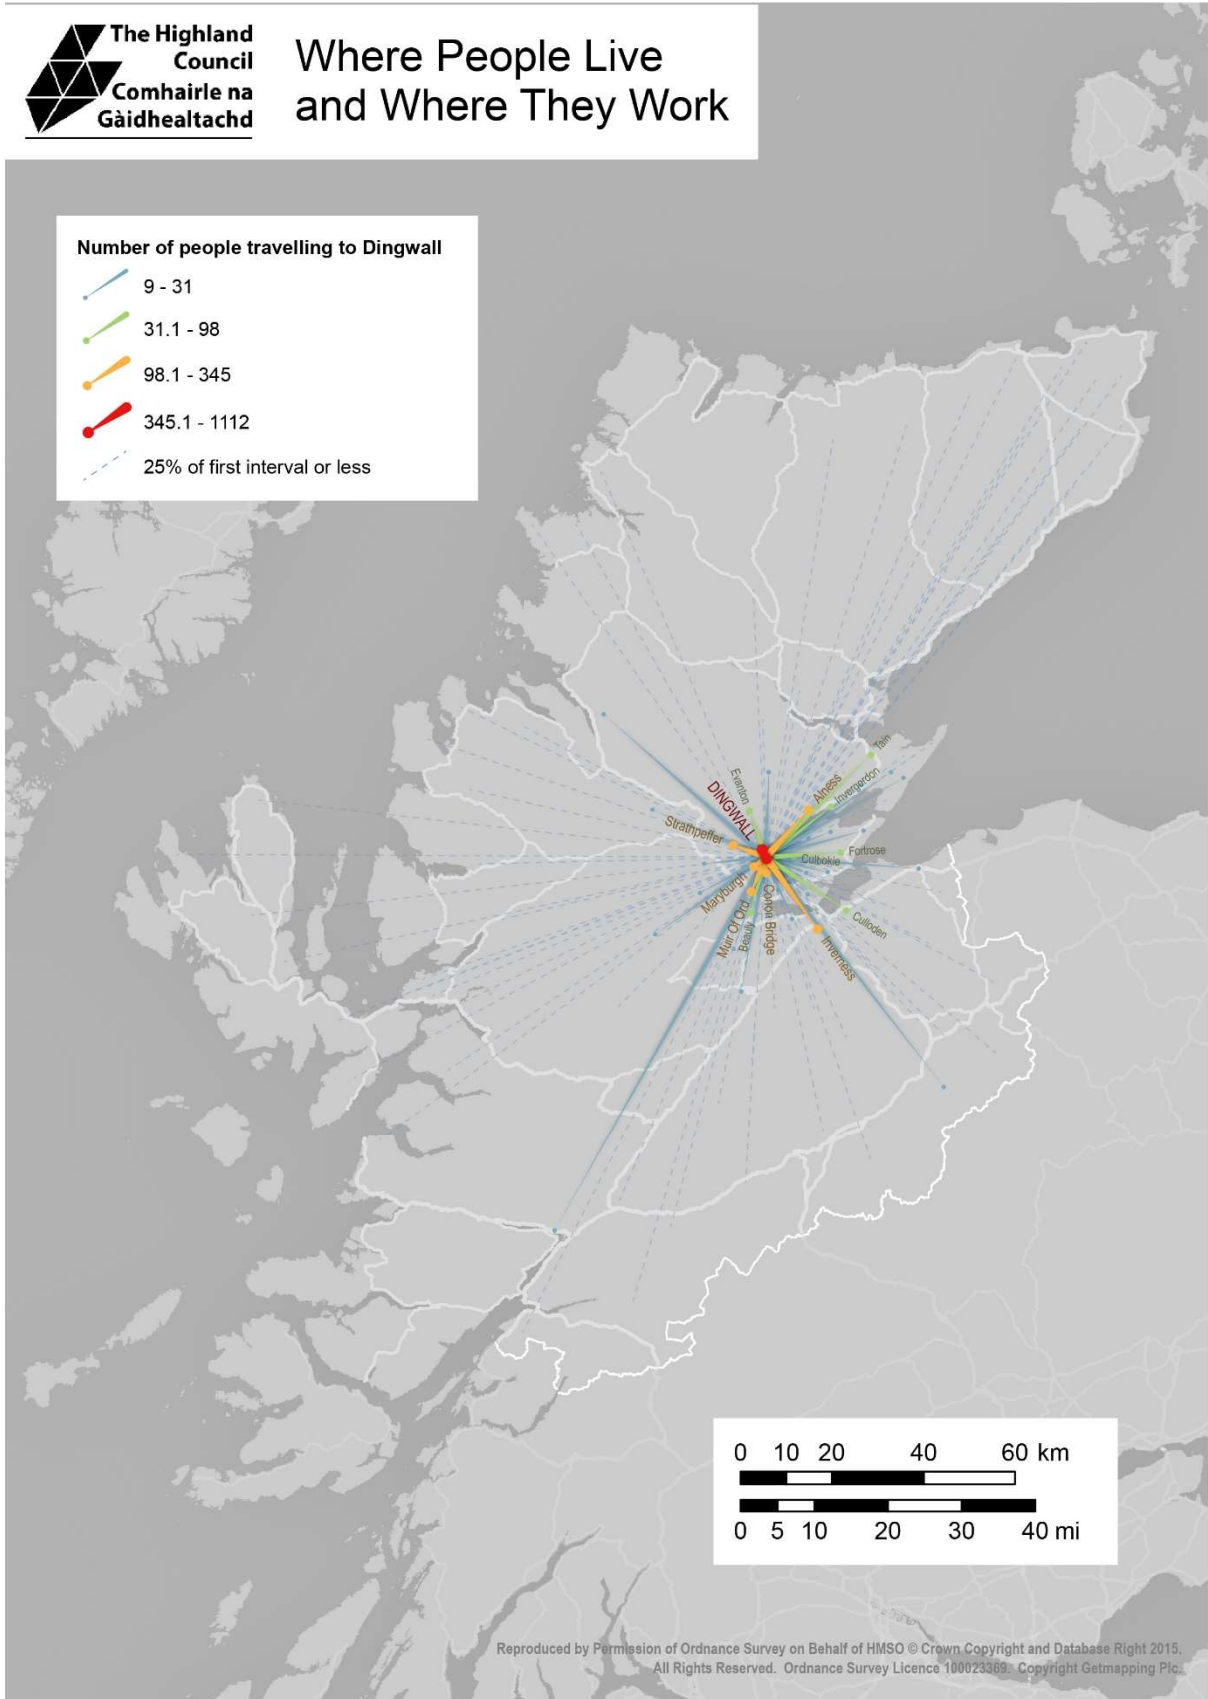 The Highland
Council
Comhairle na
Gàidhealtachd
Where People Live
and Where They Work
Number of people travelling to Dingwall
9 - 31
31.1 - 98
98.1 - 345
345.1 - 1112
25% of first interval or less
Tain
Evanton
Alness
Invergordon
DINGWALL
Strathpeffer
Fortrose
Culbokie
Maryburgh
Muir Of Ord
Beauly
Conon Bridge
Culloden
Inverness
0 10 20 40 60 km
0 5 10 20 30 40 mi
Reproduced by Permission of Ordnance Survey on Behalf of HMSO © Crown Copyright and Database Right 2015.
All Rights Reserved. Ordnance Survey Licence 100023369. Copyright Getmapping Plc.